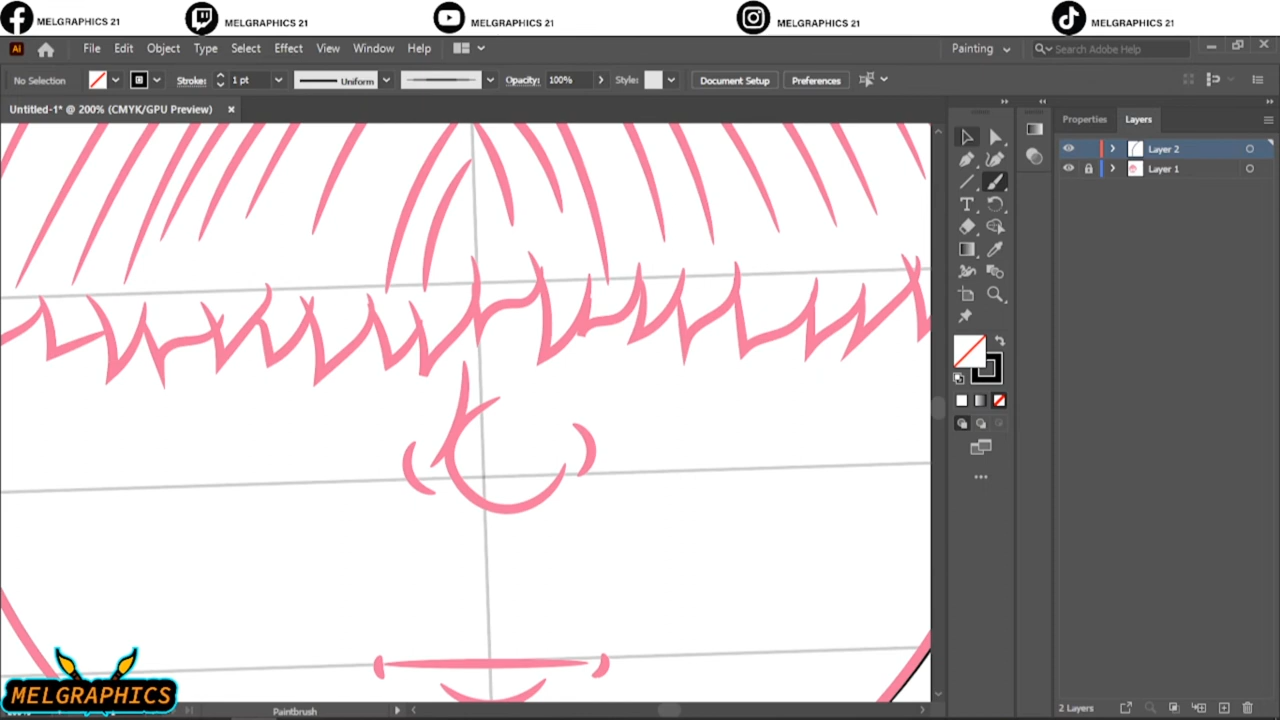 MELGRAPHICS 21 MELGRAPHICS 21 MELGRAPHICS 21 MELGRAPHICS 21 MELGRAPHICS 21
Ai File Edit Object Type Select Effect View Window Help Painting Search Adobe Help
No Selection Stroke: 1 pt Uniform Opacity: 100% Style: Document Setup Preferences
Untitled-1* @ 200% (CMYK/GPU Preview)
Properties Layers
Layer 2
Layer 1
MELGRAPHICS
Paintbrush
2 Layers